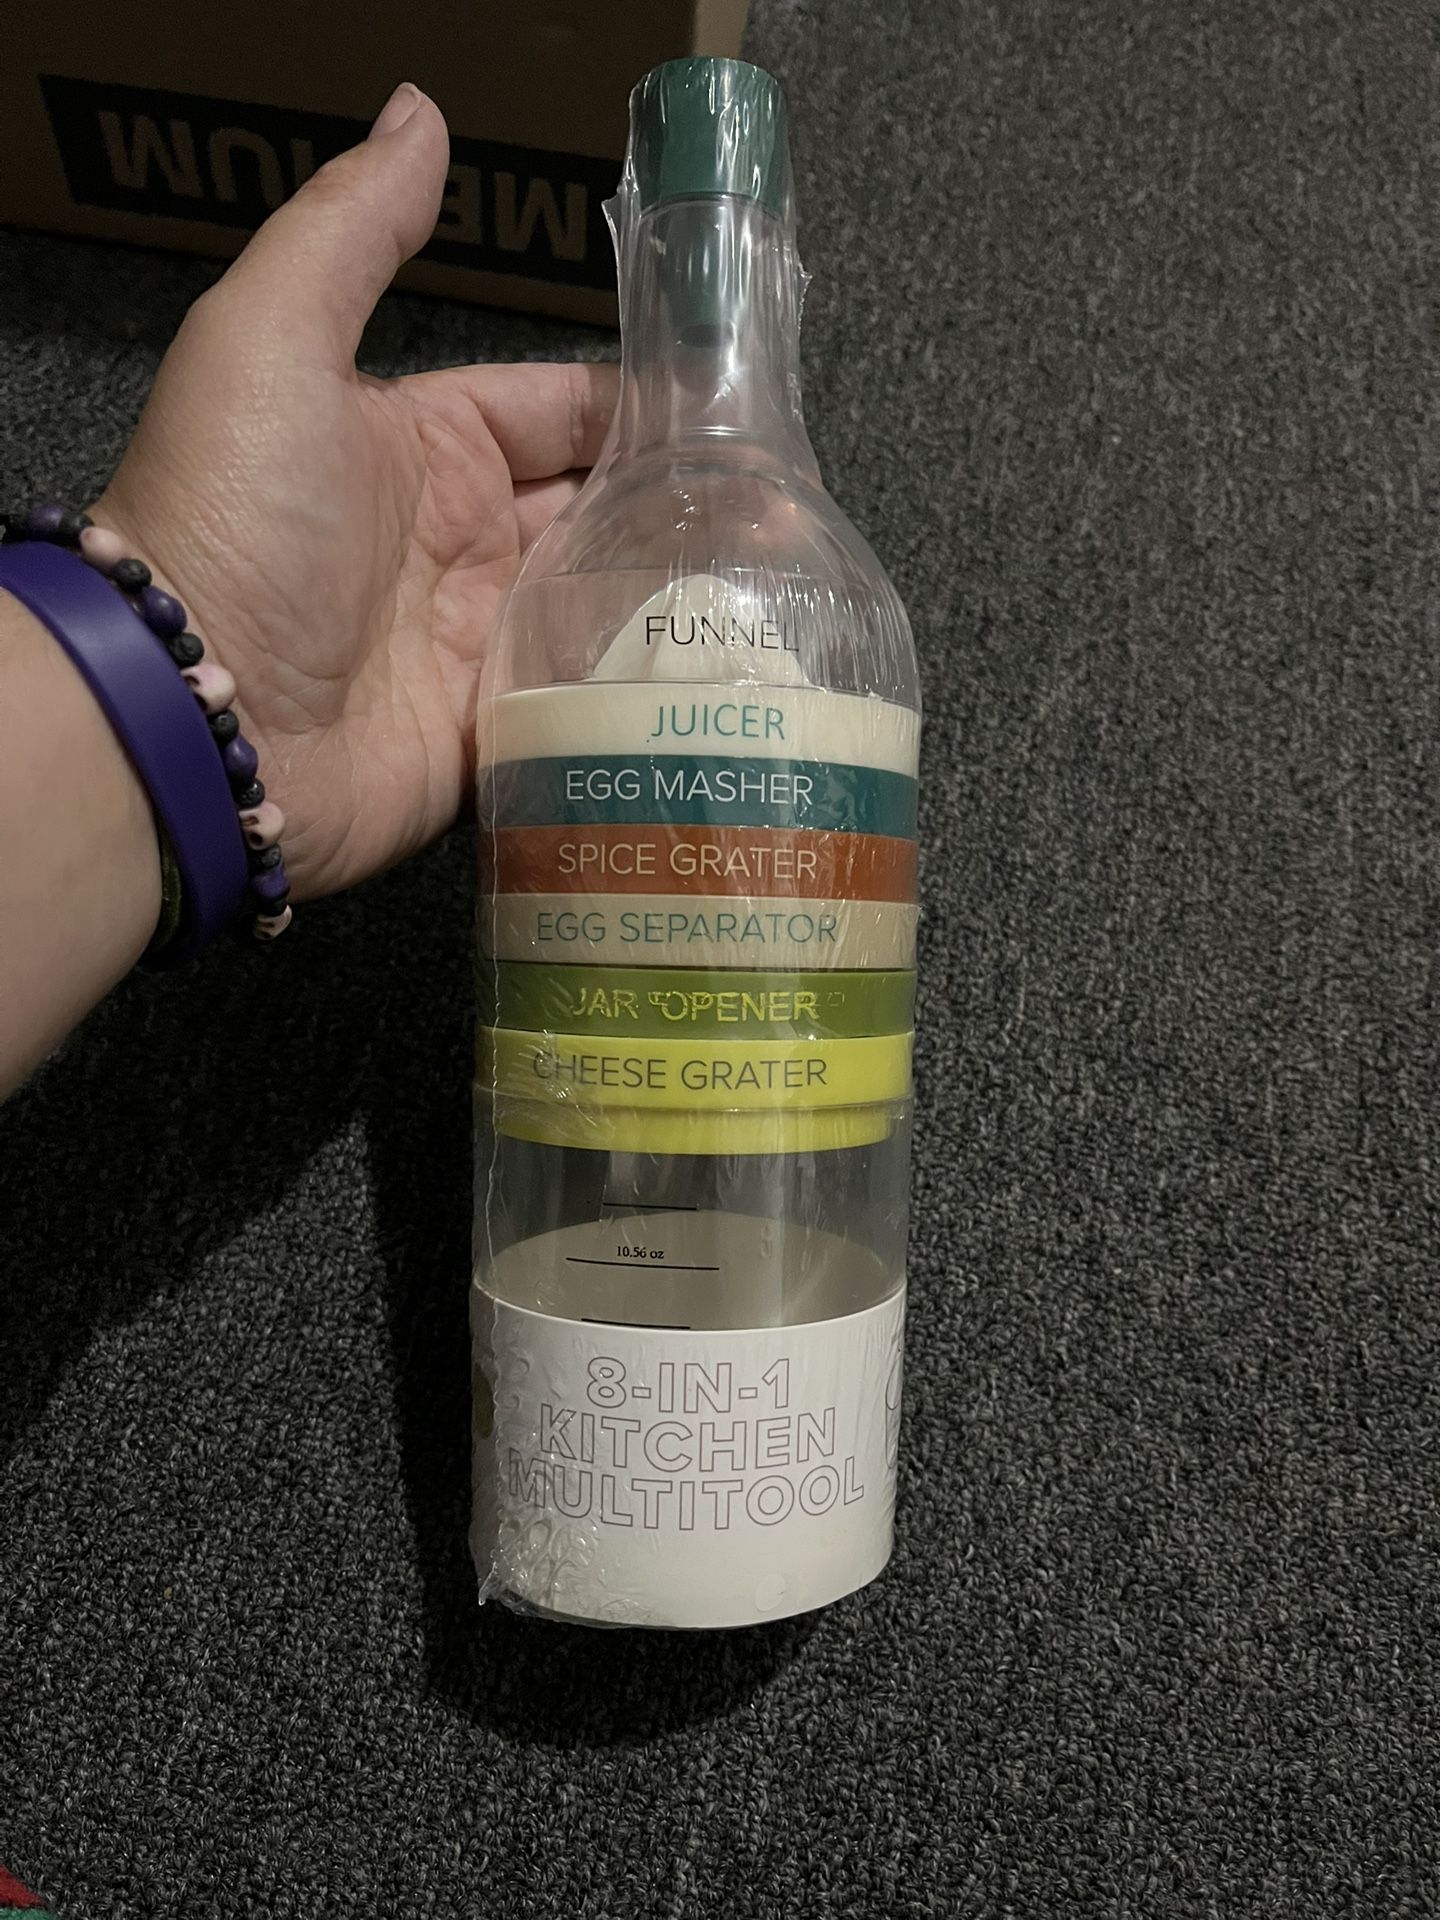 MEDIUM
FUNNEL
JUICER
EGG MASHER
SPICE GRATER
EGG SEPARATOR
JAR OPENER
CHEESE GRATER
10.56 oz
8-IN-1
KITCHEN
MULTITOOL